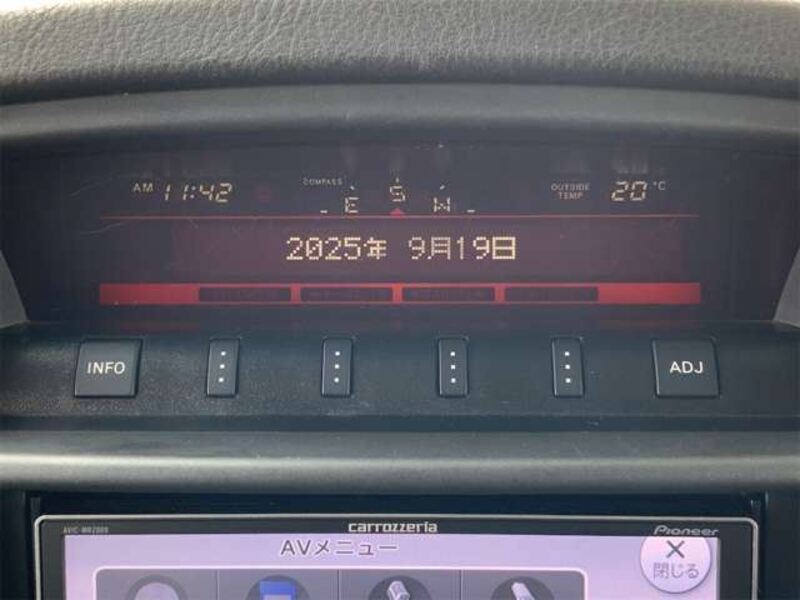 AM 11:42
COMPASS
E S W
OUTSIDE TEMP 20°C
2025年 9月19日
INFO
ADJ
carrozzeria
Pioneer
AVメニュー
閉じる